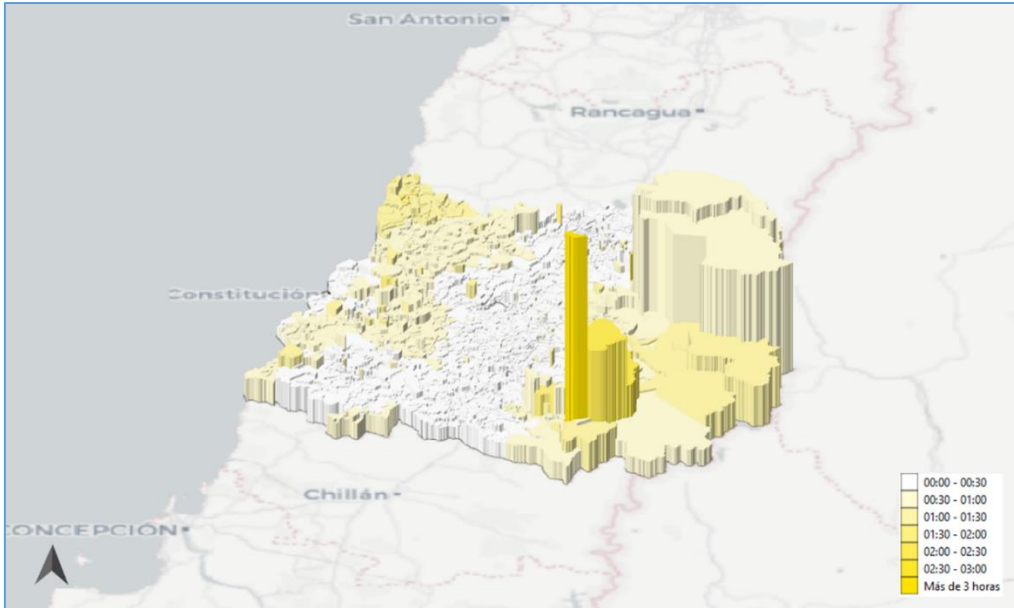 San Antonio
Rancagua
Constitución
Chillán
CONCEPCIÓN
00:00 - 00:30
00:30 - 01:00
01:00 - 01:30
01:30 - 02:00
02:00 - 02:30
02:30 - 03:00
Más de 3 horas